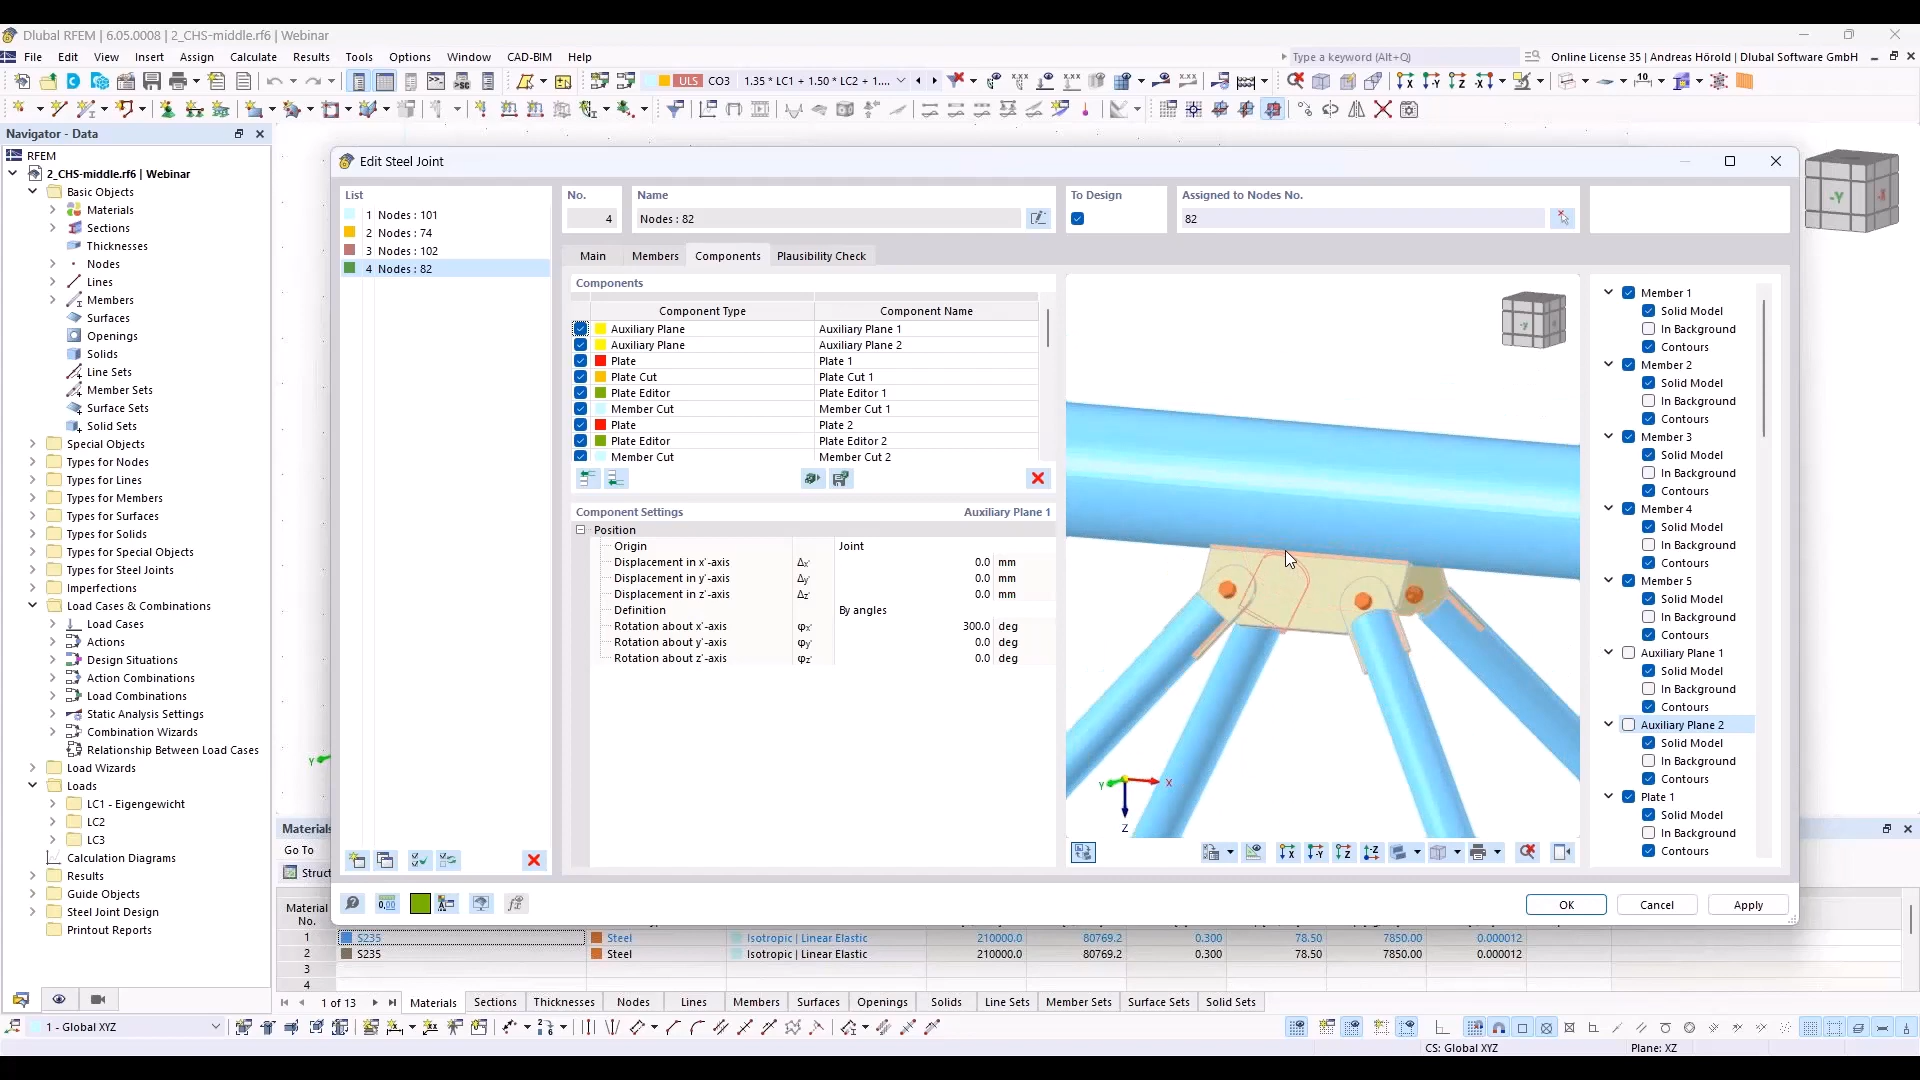 Dlubal RFEM | 6.05.0008 | 2_CHS-middle.rf6 | Webinar
File Edit View Insert Assign Calculate Results Tools Options Window CAD-BIM Help
Type a keyword (Alt+Q)
Online License 35 | Andreas Hörold | Dlubal Software GmbH
ULS CO3 1.35 * LC1 + 1.50 * LC2 + 1....
Navigator - Data
RFEM
2_CHS-middle.rf6 | Webinar
Basic Objects
Materials
Sections
Thicknesses
Nodes
Lines
Members
Surfaces
Openings
Solids
Line Sets
Member Sets
Surface Sets
Solid Sets
Special Objects
Types for Nodes
Types for Lines
Types for Members
Types for Surfaces
Types for Solids
Types for Special Objects
Types for Steel Joints
Imperfections
Load Cases & Combinations
Load Cases
Actions
Design Situations
Action Combinations
Load Combinations
Static Analysis Settings
Combination Wizards
Relationship Between Load Cases
Load Wizards
Loads
LC1 - Eigengewicht
LC2
LC3
Calculation Diagrams
Results
Guide Objects
Steel Joint Design
Printout Reports
1 - Global XYZ
Edit Steel Joint
List
1 Nodes : 101
2 Nodes : 74
3 Nodes : 102
4 Nodes : 82
No.
4
Name
Nodes : 82
To Design
Assigned to Nodes No.
82
Main Members Components Plausibility Check
Components
Component Type Component Name
Auxiliary Plane Auxiliary Plane 1
Auxiliary Plane Auxiliary Plane 2
Plate Plate 1
Plate Cut Plate Cut 1
Plate Editor Plate Editor 1
Member Cut Member Cut 1
Plate Plate 2
Plate Editor Plate Editor 2
Member Cut Member Cut 2
Component Settings Auxiliary Plane 1
Position
Origin Joint
Displacement in x'-axis Δx' 0.0 mm
Displacement in y'-axis Δy' 0.0 mm
Displacement in z'-axis Δz' 0.0 mm
Definition By angles
Rotation about x'-axis φx' 300.0 deg
Rotation about y'-axis φy' 0.0 deg
Rotation about z'-axis φz' 0.0 deg
Y X
Z
Member 1
Solid Model
In Background
Contours
Member 2
Solid Model
In Background
Contours
Member 3
Solid Model
In Background
Contours
Member 4
Solid Model
In Background
Contours
Member 5
Solid Model
In Background
Contours
Auxiliary Plane 1
Solid Model
In Background
Contours
Auxiliary Plane 2
Solid Model
In Background
Contours
Plate 1
Solid Model
In Background
Contours
OK Cancel Apply
-Y -X
Y
Materials
Go To
Struct
Material
No.
1 S235 Steel Isotropic | Linear Elastic 210000.0 80769.2 0.300 78.50 7850.00 0.000012
2 S235 Steel Isotropic | Linear Elastic 210000.0 80769.2 0.300 78.50 7850.00 0.000012
3
4
1 of 13 Materials Sections Thicknesses Nodes Lines Members Surfaces Openings Solids Line Sets Member Sets Surface Sets Solid Sets
CS: Global XYZ Plane: XZ